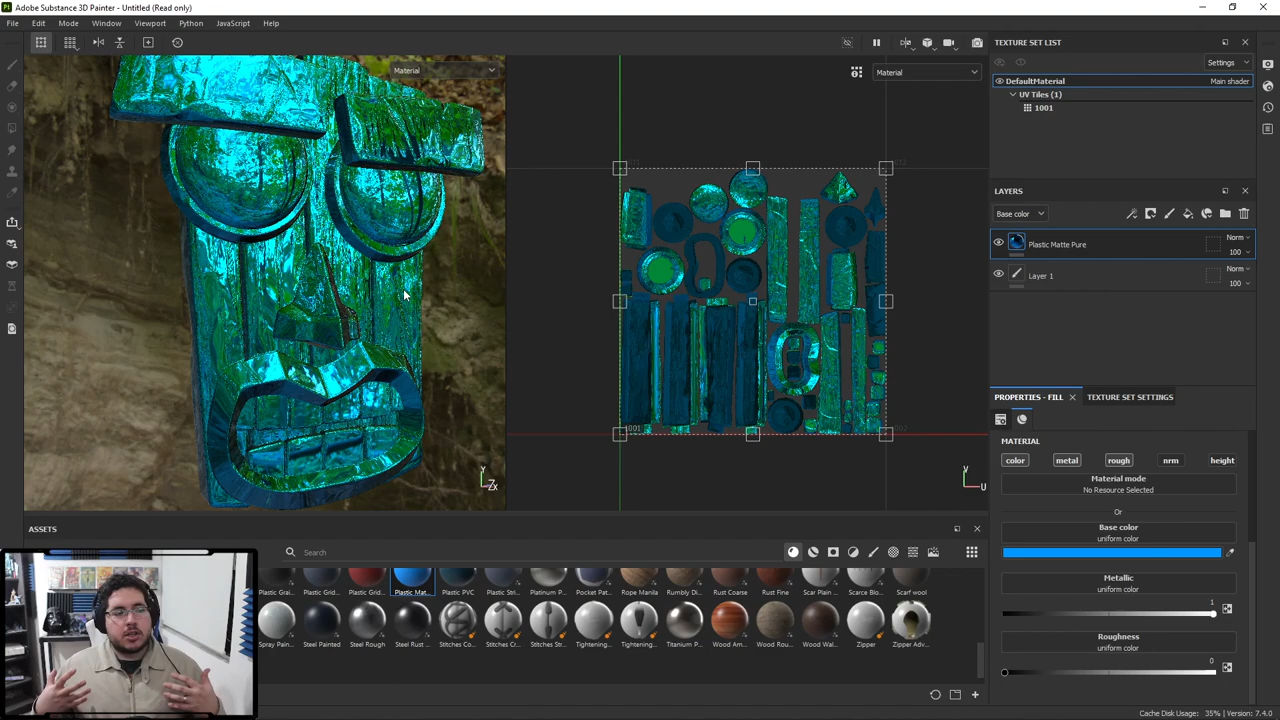 Adobe Substance 3D Painter - Untitled (Read only)
File Edit Mode Window Viewport Python JavaScript Help
Material
Material
TEXTURE SET LIST
Settings
DefaultMaterial Main shader
UV Tiles (1)
1001
LAYERS
Base color
Plastic Matte Pure Norm
100
Layer 1 Norm
100
1001
Y
Zx
V
U
PROPERTIES - FILL TEXTURE SET SETTINGS
MATERIAL
color metal rough nrm height
Material mode
No Resource Selected
Or
Base color
uniform color
Metallic
uniform color
1
Roughness
uniform color
0
ASSETS
Search
Plastic Grai... Plastic Grid... Plastic Grid... Plastic Mat... Plastic PVC Plastic Stri... Platinum P... Pocket Pat... Rope Manila Rumbly Di... Rust Coarse Rust Fine Scar Plain ... Scarce Blo... Scarf wool
Spray Pain... Steel Painted Steel Rough Steel Rust ... Stitches Co... Stitches Cr... Stitches Str... Tightening... Tightening... Titanium P... Wood Am... Wood Rou... Wood Wal... Zipper Zipper Adv...
Cache Disk Usage: 35% | Version: 7.4.0